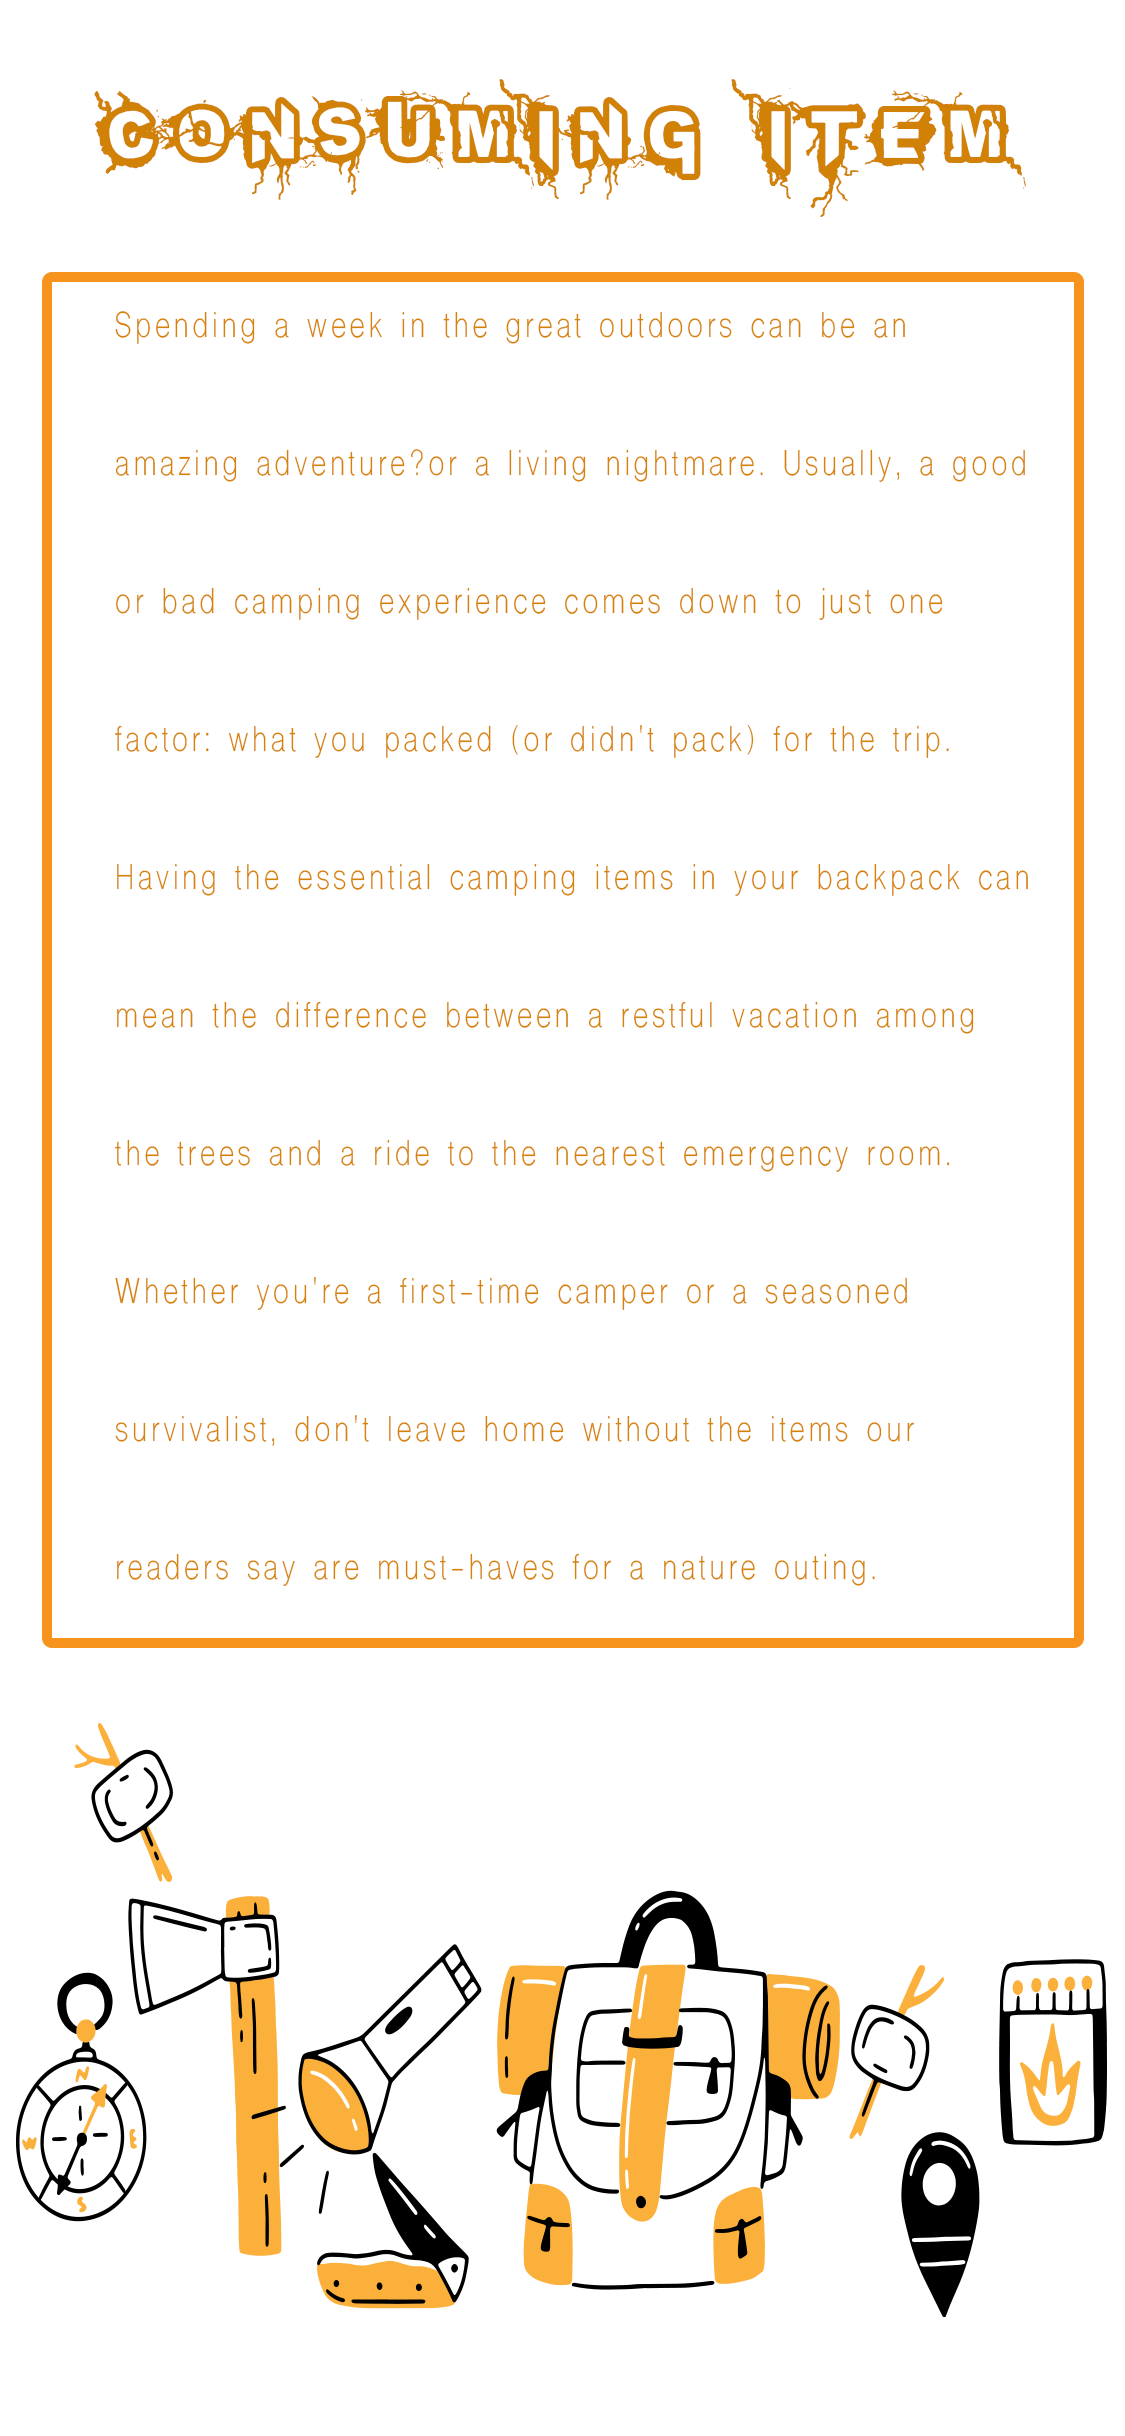 CONSUMING ITEM
Spending a week in the great outdoors can be an
amazing adventure?or a living nightmare. Usually, a good
or bad camping experience comes down to just one
factor: what you packed (or didn't pack) for the trip.
Having the essential camping items in your backpack can
mean the difference between a restful vacation among
the trees and a ride to the nearest emergency room.
Whether you're a first-time camper or a seasoned
survivalist, don't leave home without the items our
readers say are must-haves for a nature outing.
N
W E
S